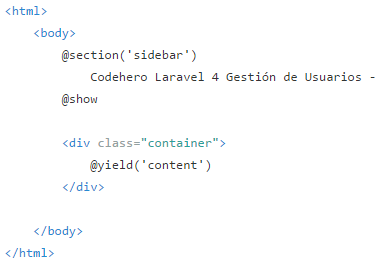 <html>
<body>
@section('sidebar')
Codehero Laravel 4 Gestión de Usuarios -
@show
<div class="container">
@yield('content')
</div>
</body>
</html>